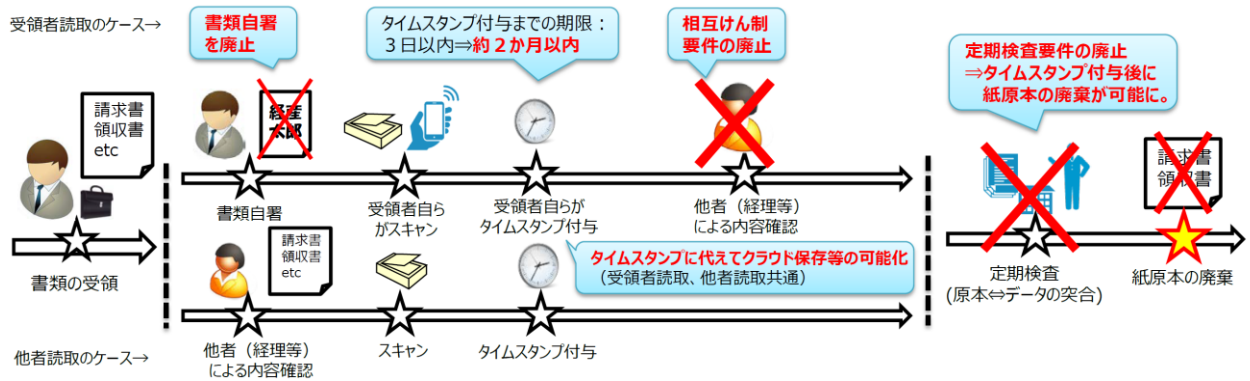 受領者読取のケース→
書類自署
を廃止
タイムスタンプ付与までの期限：
３日以内⇒約２か月以内
相互けん制
要件の廃止
定期検査要件の廃止
⇒タイムスタンプ付与後に
紙原本の廃棄が可能に。
請求書
領収書
etc
経産
太郎
請求書
領収書
書類自署
受領者自ら
がスキャン
受領者自らが
タイムスタンプ付与
他者（経理等）
による内容確認
請求書
領収書
etc
タイムスタンプに代えてクラウド保存等の可能化
（受領者読取、他者読取共通）
書類の受領
定期検査
(原本⇔データの突合)
紙原本の廃棄
他者読取のケース→
他者（経理等）
による内容確認
スキャン
タイムスタンプ付与